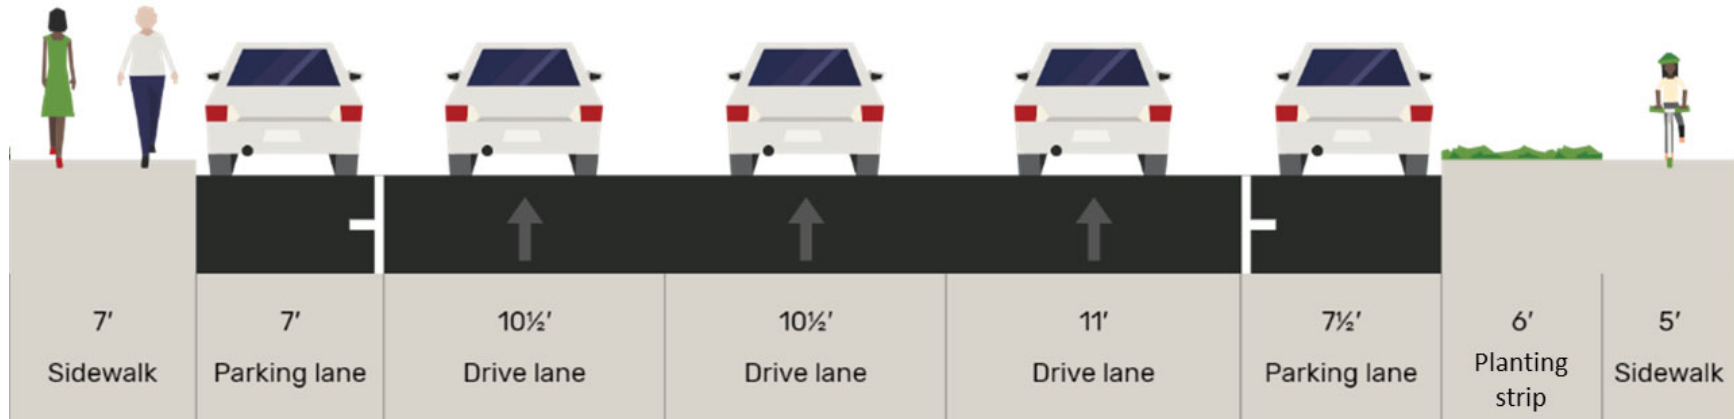 7′
Sidewalk
7′
Parking lane
10½′
Drive lane
10½′
Drive lane
11′
Drive lane
7½′
Parking lane
6′
Planting
strip
5′
Sidewalk